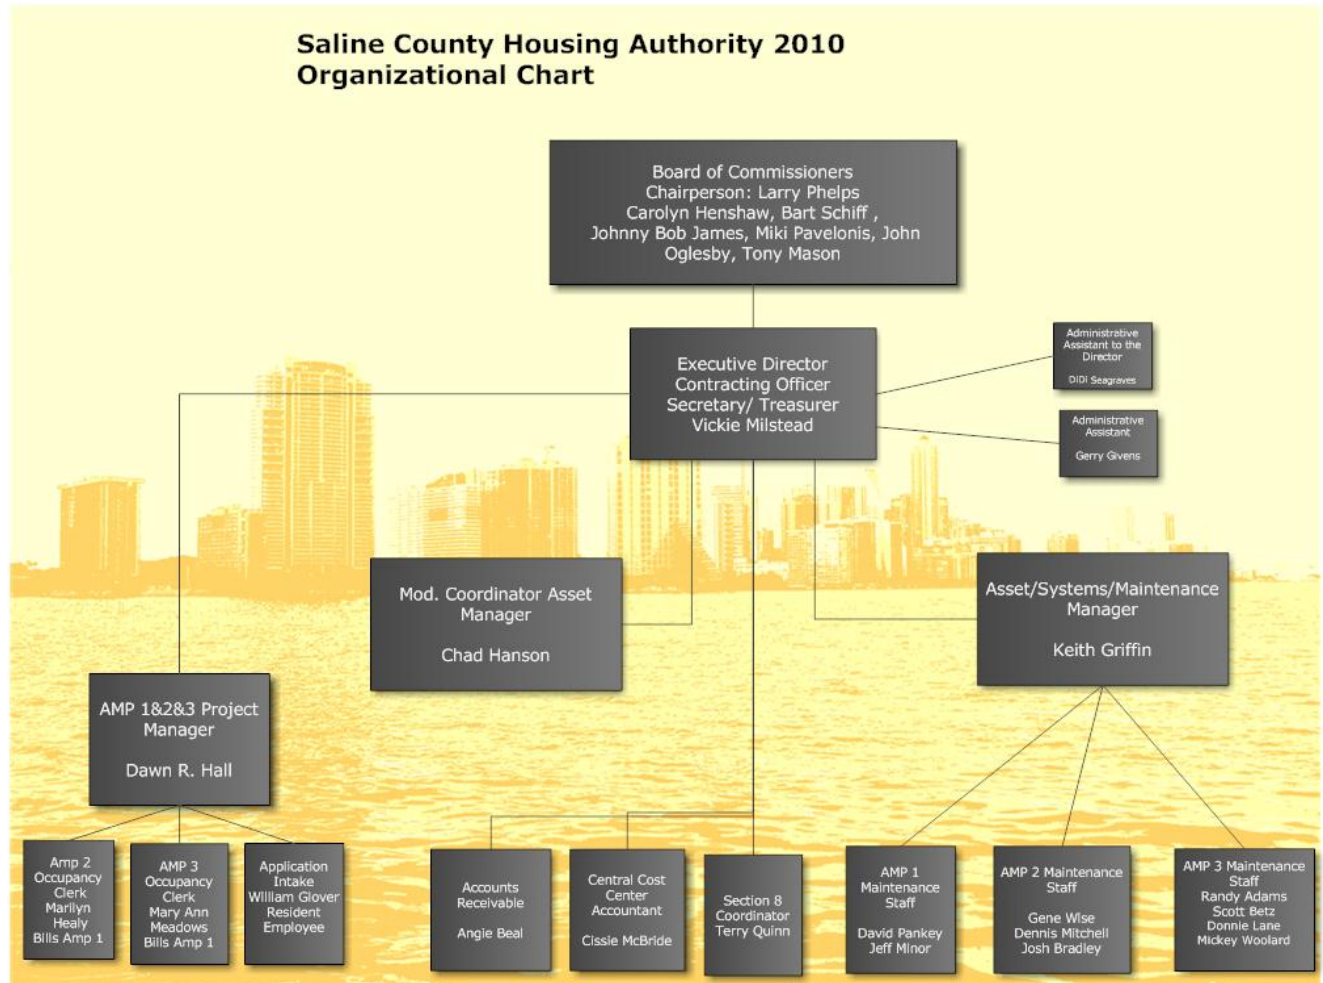 Saline County Housing Authority 2010
Organizational Chart
Board of Commissioners
Chairperson: Larry Phelps
Carolyn Henshaw, Bart Schiff ,
Johnny Bob James, Miki Pavelonis, John
Oglesby, Tony Mason
Executive Director
Contracting Officer
Secretary/ Treasurer
Vickie Milstead
Administrative
Assistant to the
Director
DiDi Seagraves
Administrative
Assistant
Gerry Givens
Mod. Coordinator Asset
Manager
Chad Hanson
Asset/Systems/Maintenance
Manager
Keith Griffin
AMP 1&2&3 Project
Manager
Dawn R. Hall
Amp 2
Occupancy
Clerk
Marilyn
Healy
Bills Amp 1
AMP 3
Occupancy
Clerk
Mary Ann
Meadows
Bills Amp 1
Application
Intake
William Glover
Resident
Employee
Accounts
Receivable
Angie Beal
Central Cost
Center
Accountant
Cissie McBride
Section 8
Coordinator
Terry Quinn
AMP 1
Maintenance
Staff
David Pankey
Jeff Minor
AMP 2 Maintenance
Staff
Gene Wise
Dennis Mitchell
Josh Bradley
AMP 3 Maintenance
Staff
Randy Adams
Scott Betz
Donnie Lane
Mickey Woolard